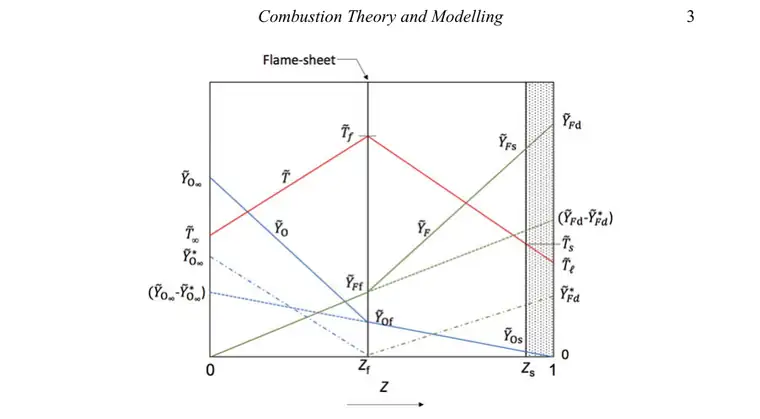 Combustion Theory and Modelling 3
Flame-sheet
T̃f
ỸFd
ỸFs
ỸO∞
T̃
(ỸFd-Ỹ*Fd)
ỸO
ỸF
T̃∞
T̃s
Ỹ*O∞
T̃ℓ
ỸFf
(ỸO∞-Ỹ*O∞)
Ỹ*Fd
ỸOf
ỸOs
0
0 Zf Zs 1
Z